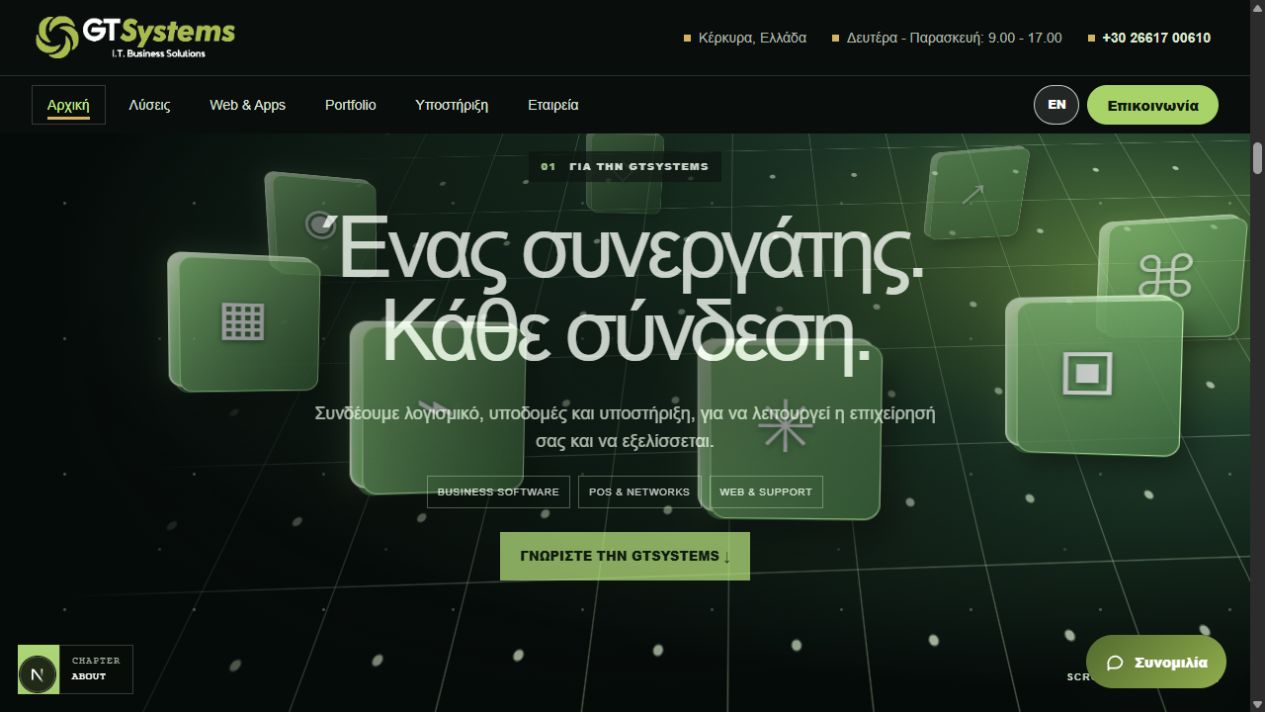 GTSystems
I.T. Business Solutions
Κέρκυρα, Ελλάδα
Δευτέρα - Παρασκευή: 9.00 - 17.00
+30 26617 00610
Αρχική
Λύσεις
Web & Apps
Portfolio
Υποστήριξη
Εταιρεία
EN
Επικοινωνία
01 ΓΙΑ ΤΗΝ GTSYSTEMS
Ένας συνεργάτης.
Κάθε σύνδεση.
Συνδέουμε λογισμικό, υποδομές και υποστήριξη, για να λειτουργεί η επιχείρησή
σας και να εξελίσσεται.
BUSINESS SOFTWARE
POS & NETWORKS
WEB & SUPPORT
ΓΝΩΡΙΣΤΕ ΤΗΝ GTSYSTEMS ↓
N
CHAPTER
ABOUT
Συνομιλία